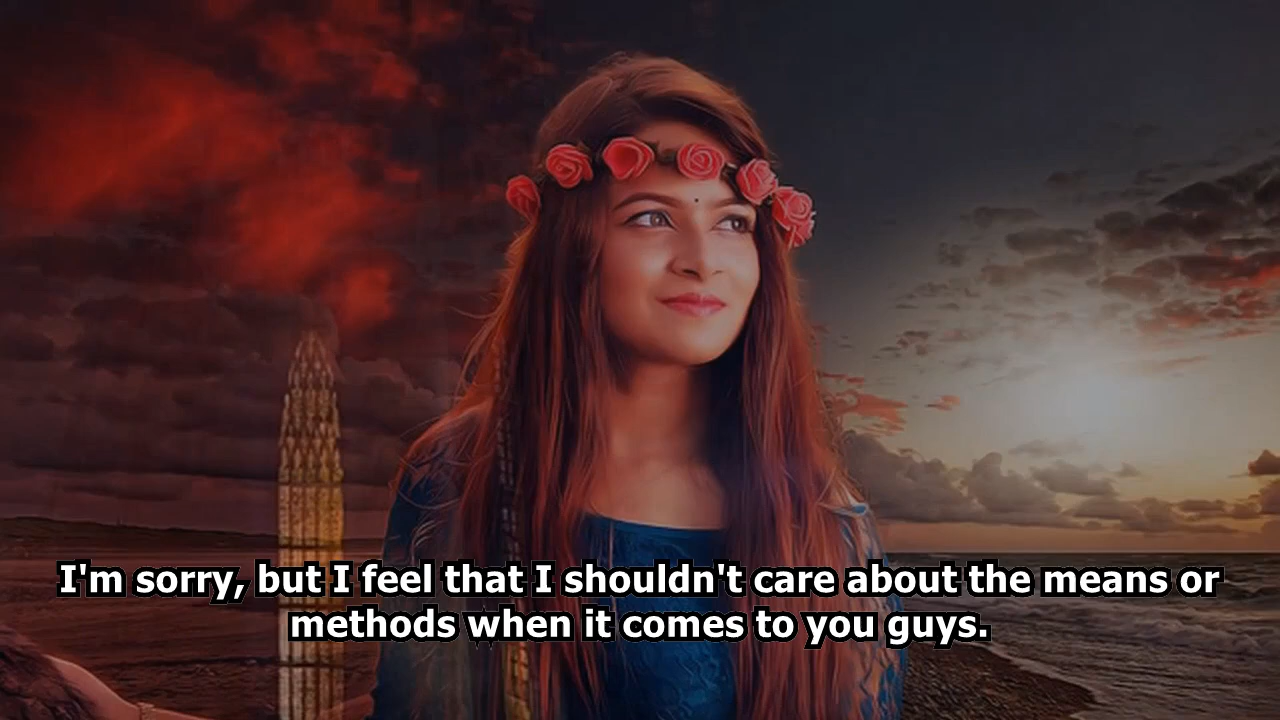 I'm sorry, but I feel that I shouldn't care about the means or
methods when it comes to you guys.